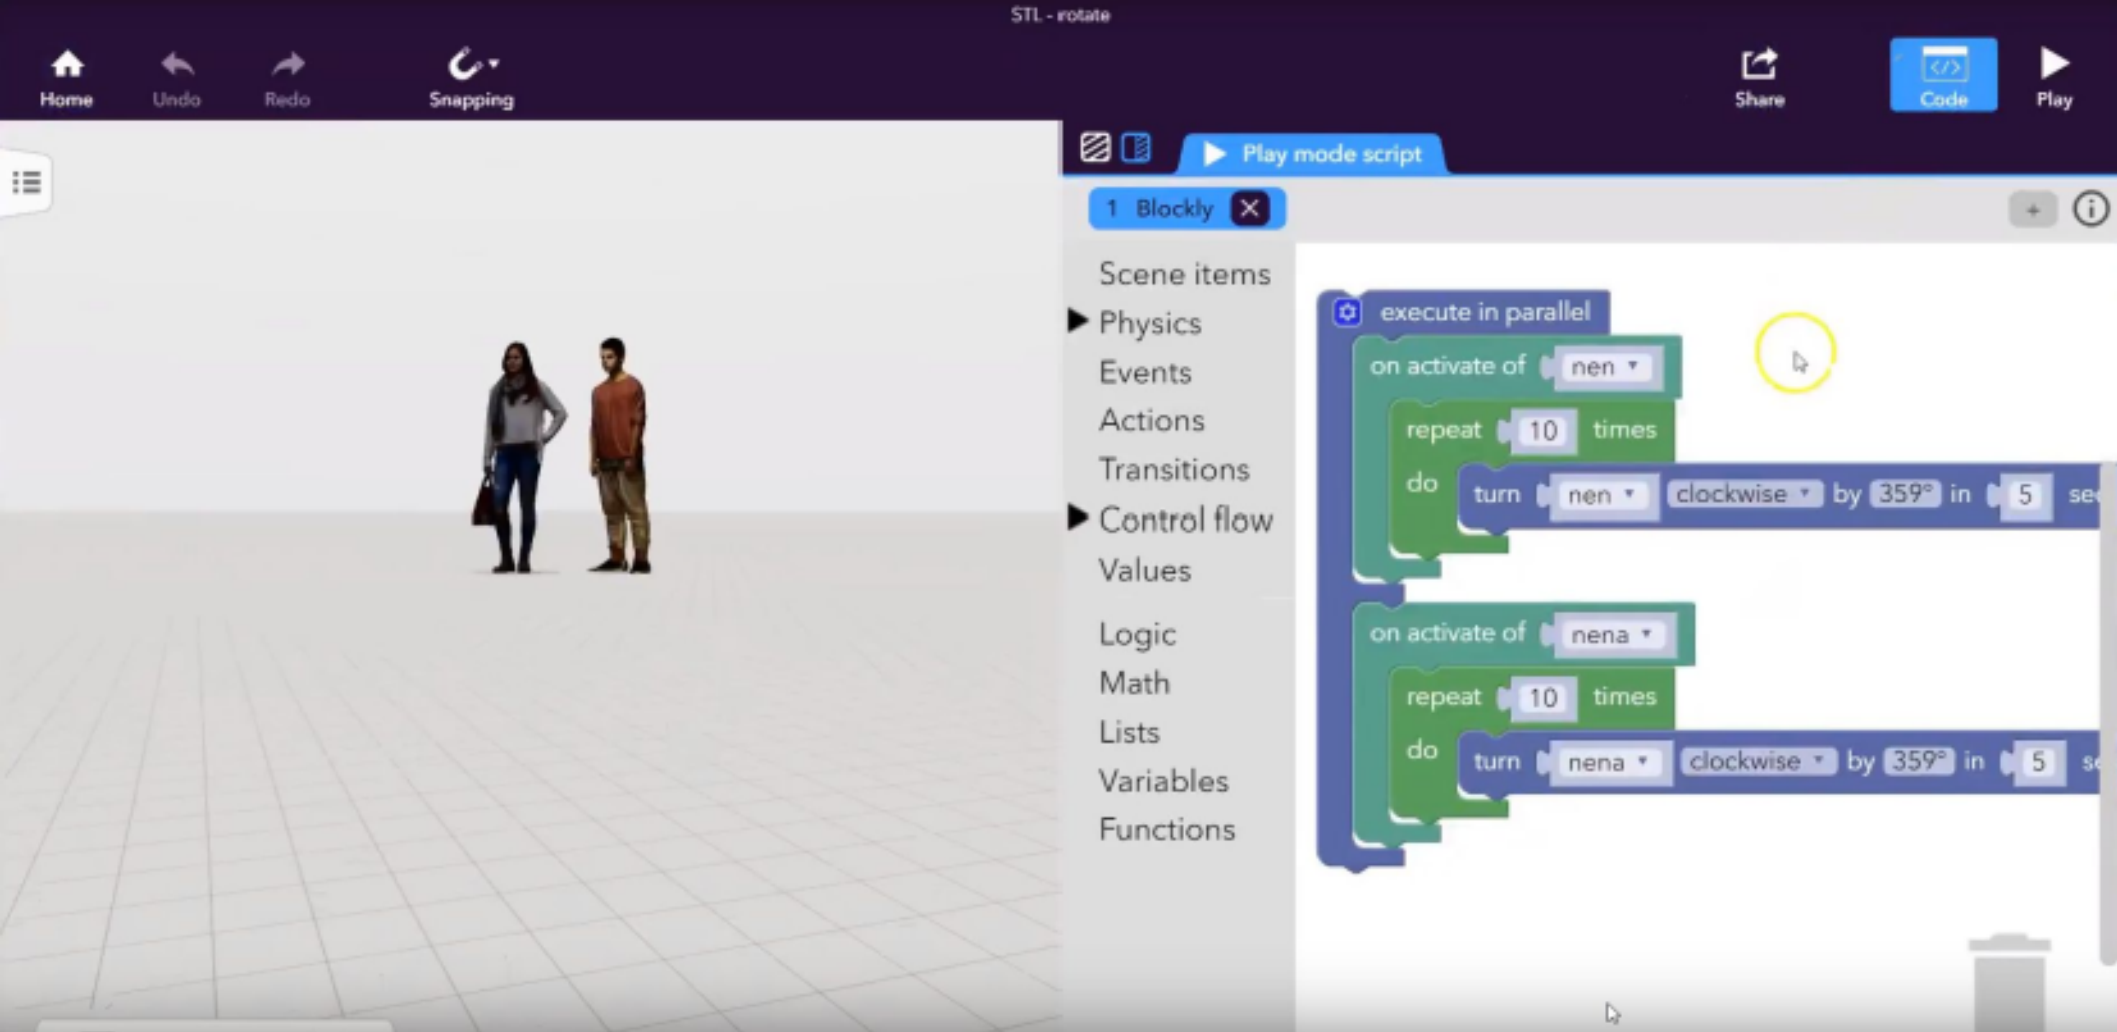 STL - rotate
Home
Undo
Redo
Snapping
Share
</> Code
Play
Play mode script
1 Blockly X
+ i
Scene items
Physics
Events
Actions
Transitions
Control flow
Values
Logic
Math
Lists
Variables
Functions
execute in parallel
on activate of nen
repeat 10 times
do turn nen clockwise by 359° in 5 sec
on activate of nena
repeat 10 times
do turn nena clockwise by 359° in 5 se